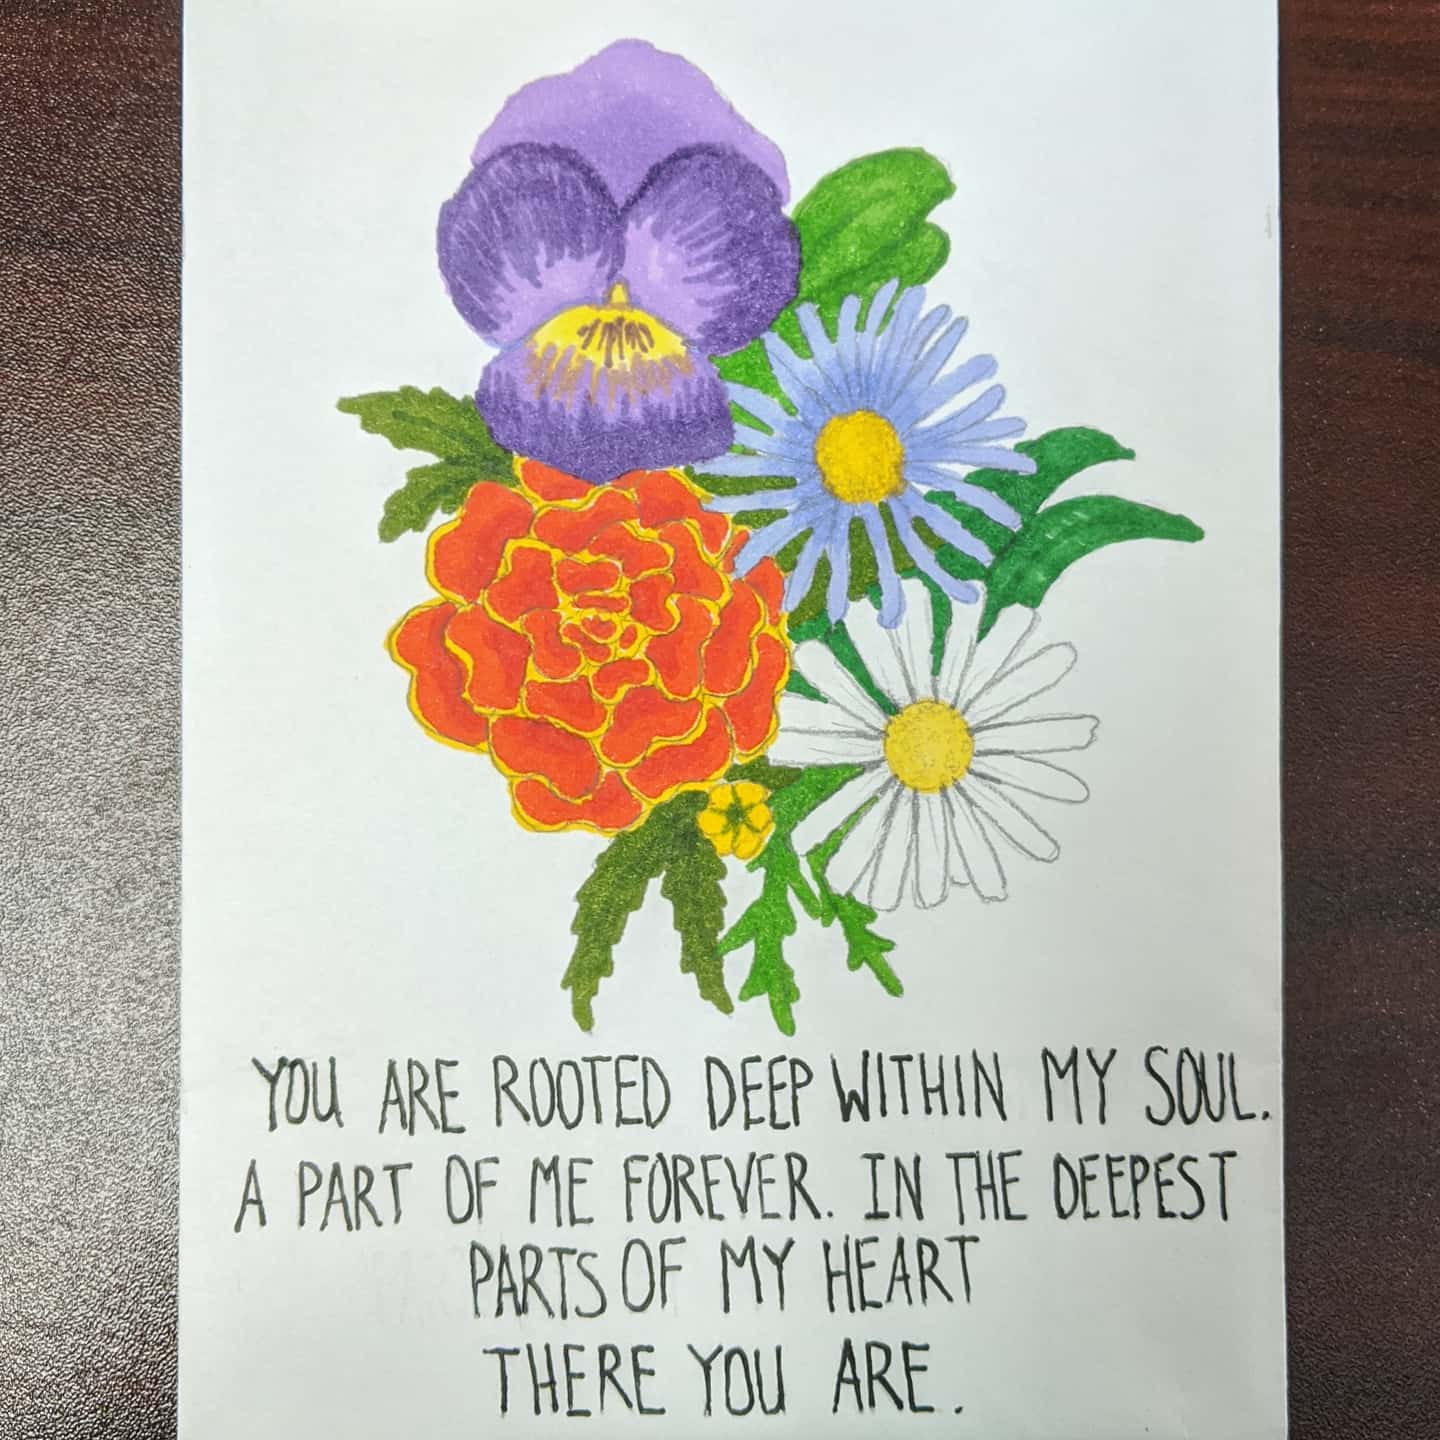 YOU ARE ROOTED DEEP WITHIN MY SOUL.
A PART OF ME FOREVER. IN THE DEEPEST
PARTS OF MY HEART
THERE YOU ARE.